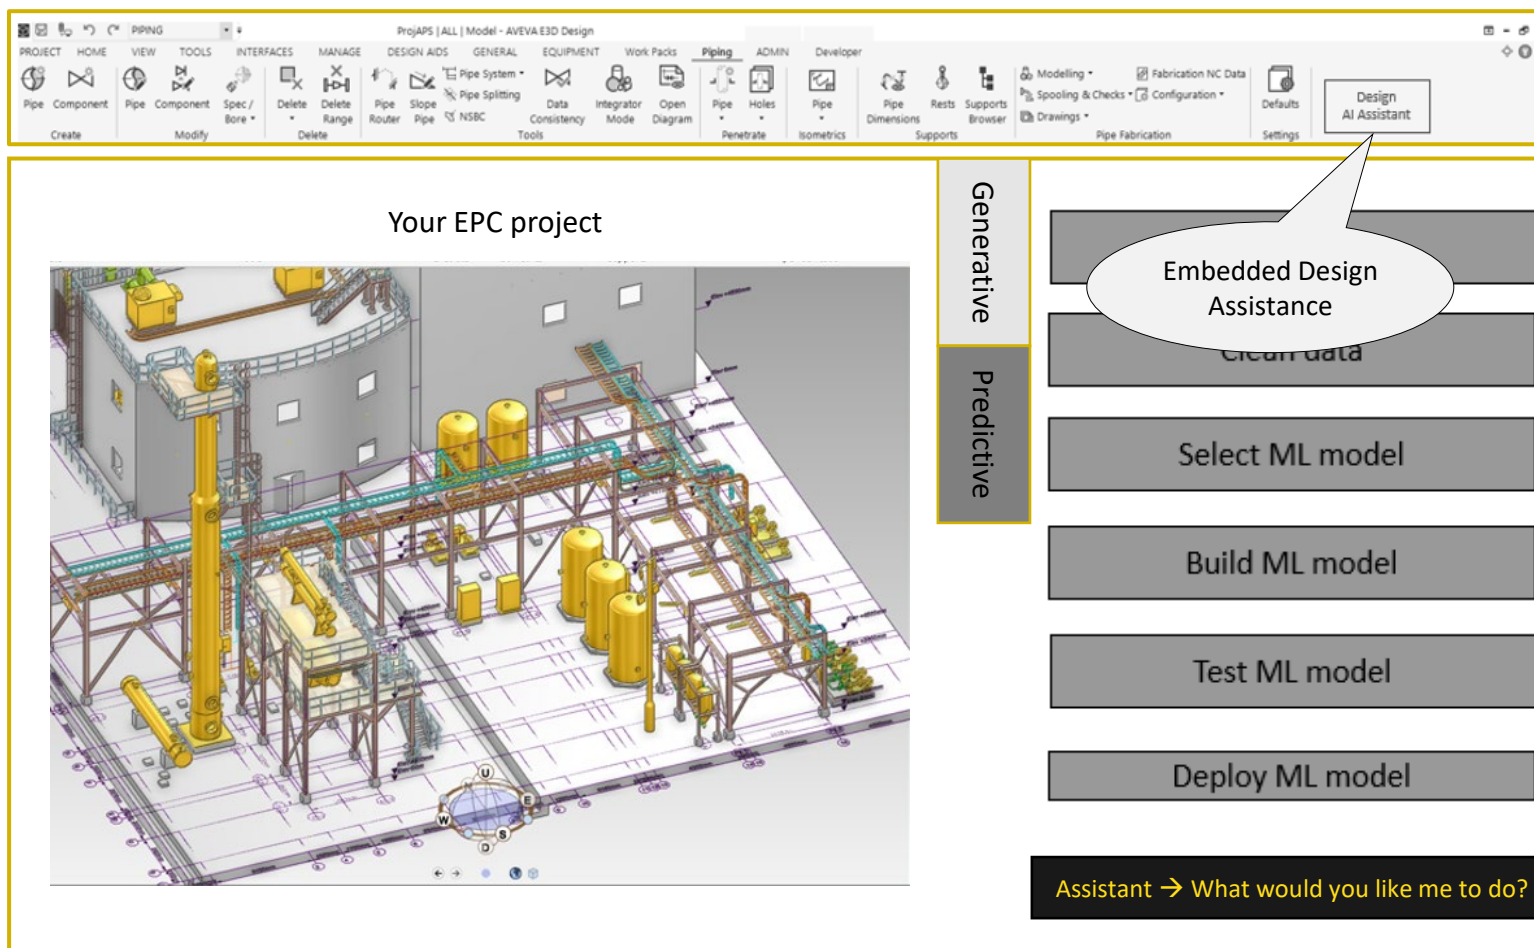 PIPING
ProjAPS | ALL | Model - AVEVA E3D Design
PROJECT HOME VIEW TOOLS INTERFACES MANAGE DESIGN AIDS GENERAL EQUIPMENT Work Packs Piping ADMIN Developer
Pipe System
Pipe Splitting
NSBC
Modelling
Fabrication NC Data
Spooling & Checks
Configuration
Drawings
Pipe Component
Pipe Component Spec / Bore
Delete
Delete Range
Pipe Router
Slope Pipe
Data Consistency
Integrator Mode
Open Diagram
Pipe Holes
Pipe
Pipe Dimensions
Rests
Supports Browser
Defaults
Create Modify Delete Tools Penetrate Isometrics Supports Pipe Fabrication Settings
Design
AI Assistant
Embedded Design
Assistance
Your EPC project
Generative
Predictive
Clean data
Select ML model
Build ML model
Test ML model
Deploy ML model
U
N
E
W
S
D
Assistant → What would you like me to do?